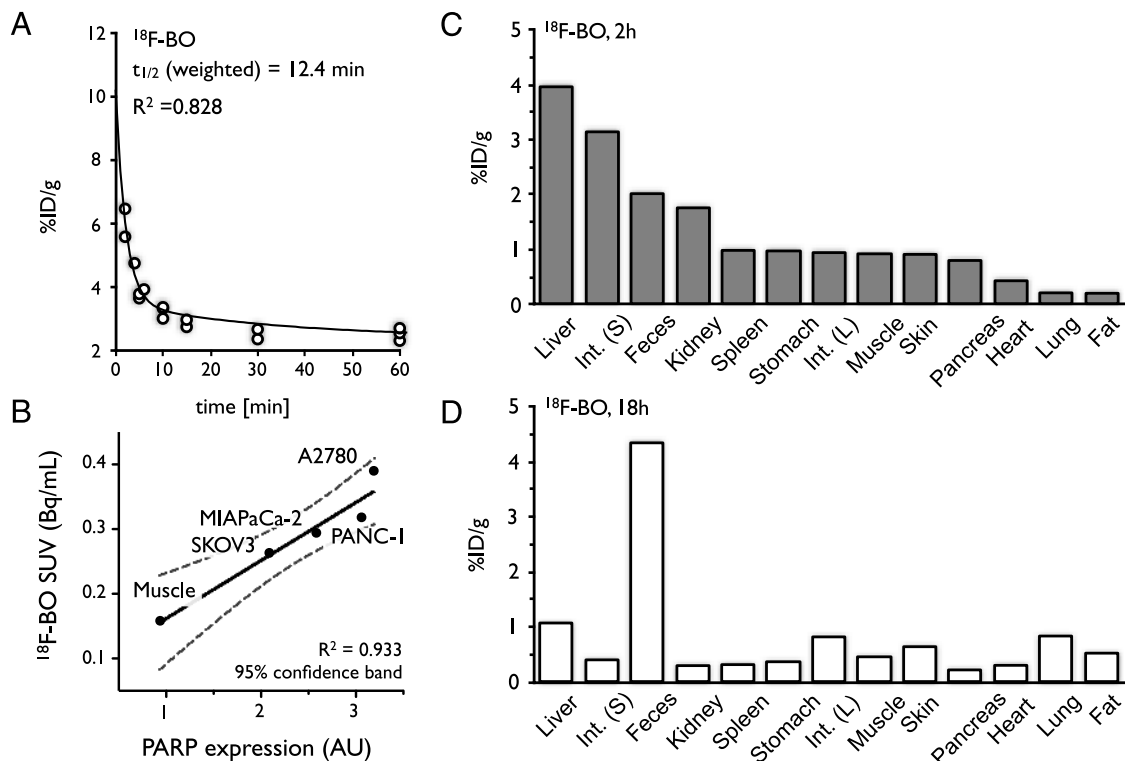 A
12
10
8
6
4
2
%ID/g
¹⁸F-BO
t1/2 (weighted) = 12.4 min
R² =0.828
0 10 20 30 40 50 60
time [min]
B
0.4
0.3
0.2
0.1
¹⁸F-BO SUV (Bq/mL)
A2780
MIAPaCa-2
SKOV3
PANC-1
Muscle
R² = 0.933
95% confidence band
1 2 3
PARP expression (AU)
C
5
4
3
2
1
0
%ID/g
¹⁸F-BO, 2h
Liver
Int. (S)
Feces
Kidney
Spleen
Stomach
Int. (L)
Muscle
Skin
Pancreas
Heart
Lung
Fat
D
5
4
3
2
1
0
%ID/g
¹⁸F-BO, 18h
Liver
Int. (S)
Feces
Kidney
Spleen
Stomach
Int. (L)
Muscle
Skin
Pancreas
Heart
Lung
Fat